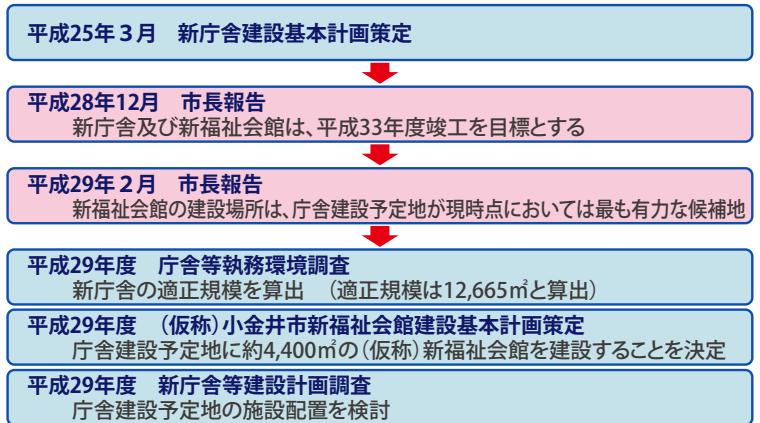 平成25年３月　新庁舎建設基本計画策定
平成28年12月　市長報告
新庁舎及び新福祉会館は、平成33年度竣工を目標とする
平成29年２月　市長報告
新福祉会館の建設場所は、庁舎建設予定地が現時点においては最も有力な候補地
平成29年度　庁舎等執務環境調査
新庁舎の適正規模を算出　（適正規模は12,665㎡と算出）
平成29年度　（仮称）小金井市新福祉会館建設基本計画策定
庁舎建設予定地に約4,400㎡の（仮称）新福祉会館を建設することを決定
平成29年度　新庁舎等建設計画調査
庁舎建設予定地の施設配置を検討